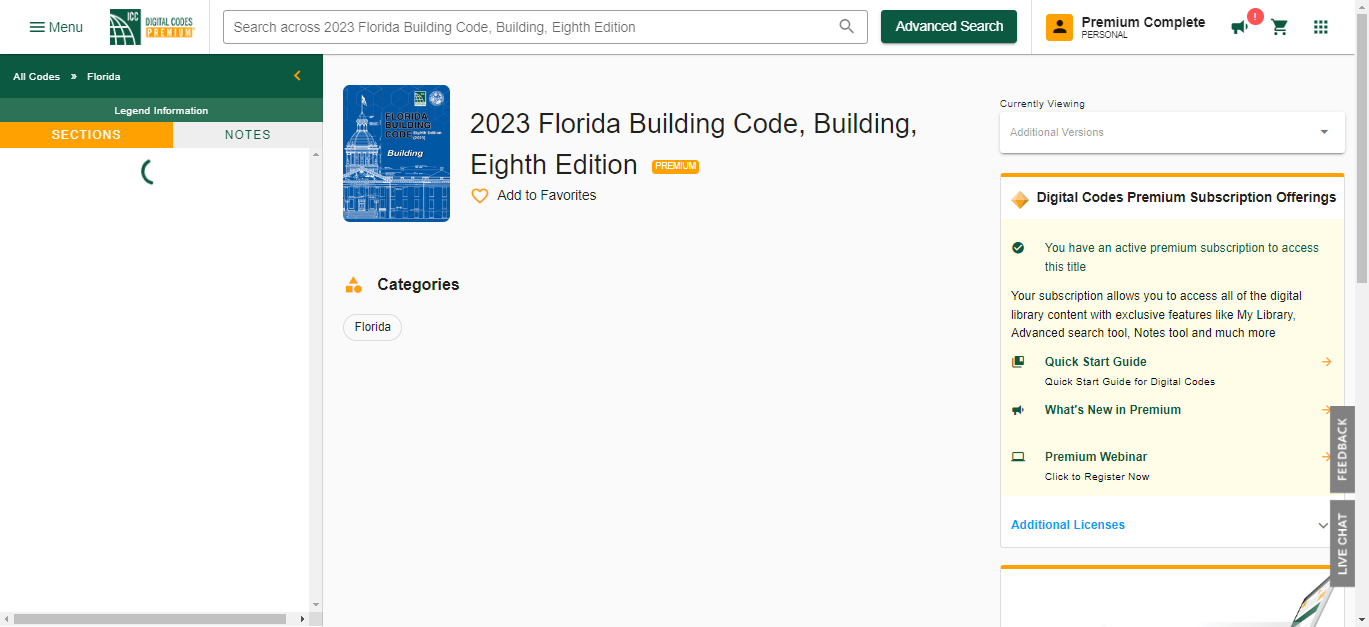 Menu
ICC
DIGITAL CODES
PREMIUM
Search across 2023 Florida Building Code, Building, Eighth Edition
Advanced Search
Premium Complete
PERSONAL
!
All Codes » Florida
Legend Information
SECTIONS
NOTES
FLORIDA
BUILDING
CODE Eighth Edition
(2023)
Building
2023 Florida Building Code, Building,
Eighth Edition PREMIUM
Add to Favorites
Categories
Florida
Currently Viewing
Additional Versions
Digital Codes Premium Subscription Offerings
You have an active premium subscription to access
this title
Your subscription allows you to access all of the digital
library content with exclusive features like My Library,
Advanced search tool, Notes tool and much more
Quick Start Guide
Quick Start Guide for Digital Codes
What's New in Premium
Premium Webinar
Click to Register Now
Additional Licenses
FEEDBACK
LIVE CHAT